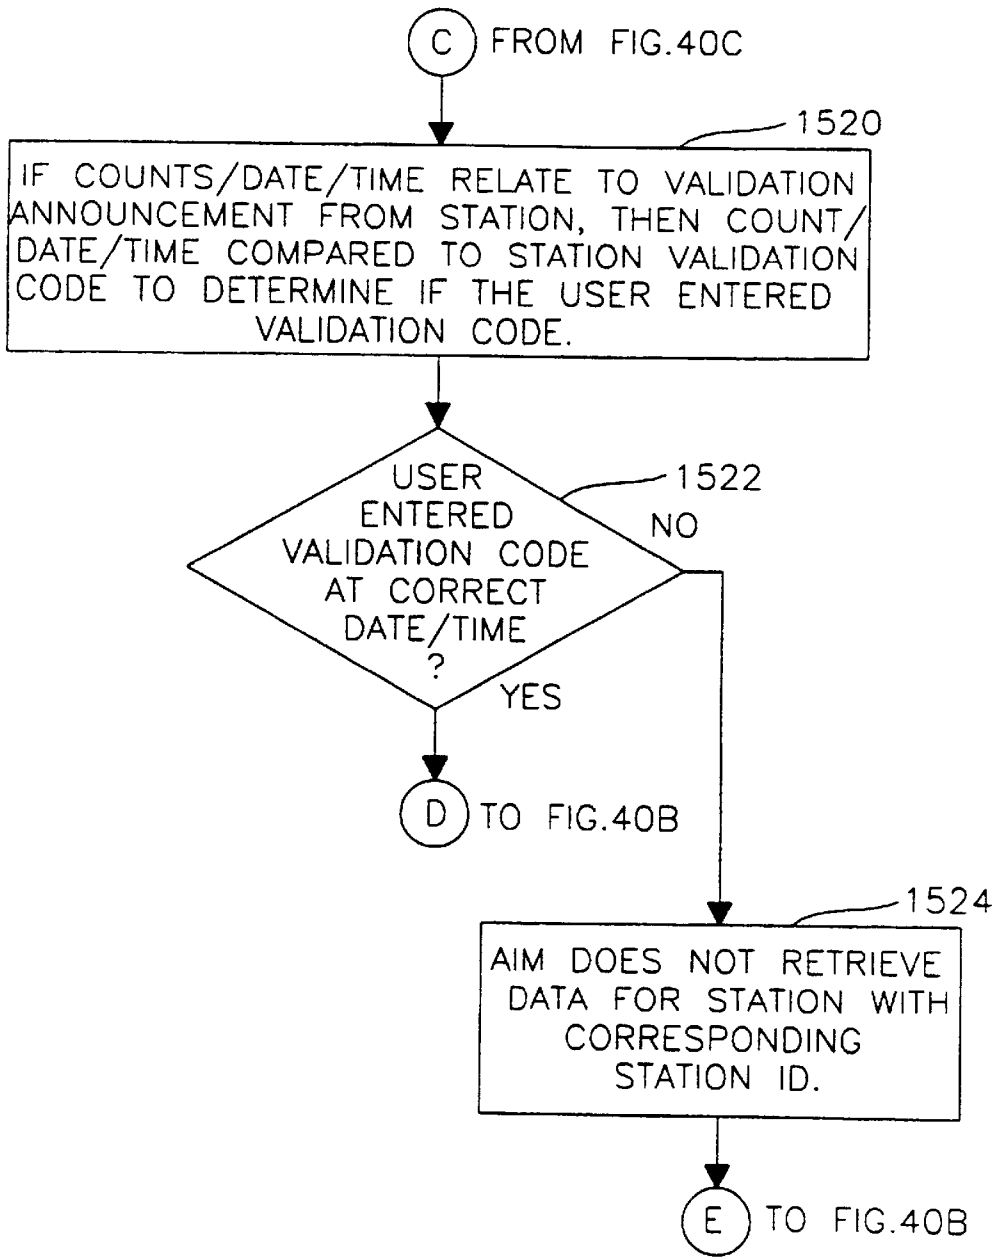 C FROM FIG.40C
1520
IF COUNTS/DATE/TIME RELATE TO VALIDATION
ANNOUNCEMENT FROM STATION, THEN COUNT/
DATE/TIME COMPARED TO STATION VALIDATION
CODE TO DETERMINE IF THE USER ENTERED
VALIDATION CODE.
1522
USER
ENTERED
VALIDATION CODE
AT CORRECT
DATE/TIME
?
NO
YES
D TO FIG.40B
1524
AIM DOES NOT RETRIEVE
DATA FOR STATION WITH
CORRESPONDING
STATION ID.
E TO FIG.40B